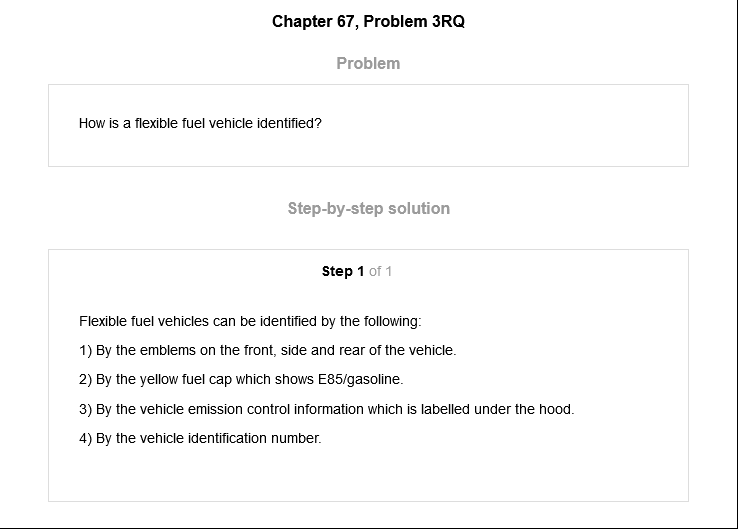 Chapter 67, Problem 3RQ
Problem
How is a flexible fuel vehicle identified?
Step-by-step solution
Step 1 of 1
Flexible fuel vehicles can be identified by the following:
1) By the emblems on the front, side and rear of the vehicle.
2) By the yellow fuel cap which shows E85/gasoline.
3) By the vehicle emission control information which is labelled under the hood.
4) By the vehicle identification number.